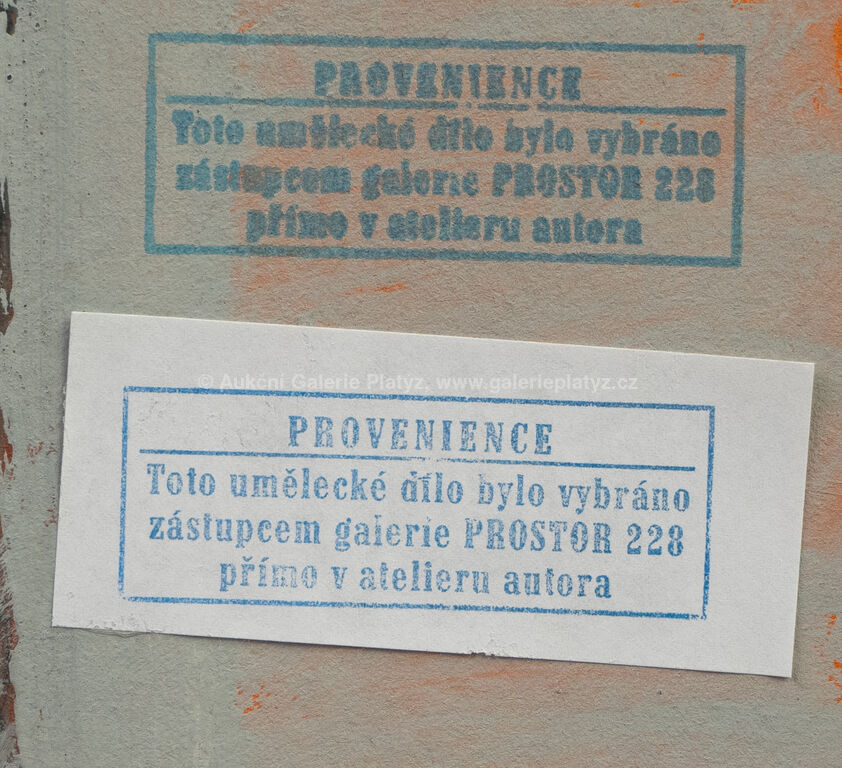 PROVENIENCE
Toto umělecké dílo bylo vybráno
zástupcem galerie PROSTOR 228
přímo v atelieru autora
© Aukční Galerie Platýz, www.galerieplatyz.cz
PROVENIENCE
Toto umělecké dílo bylo vybráno
zástupcem galerie PROSTOR 228
přímo v atelieru autora